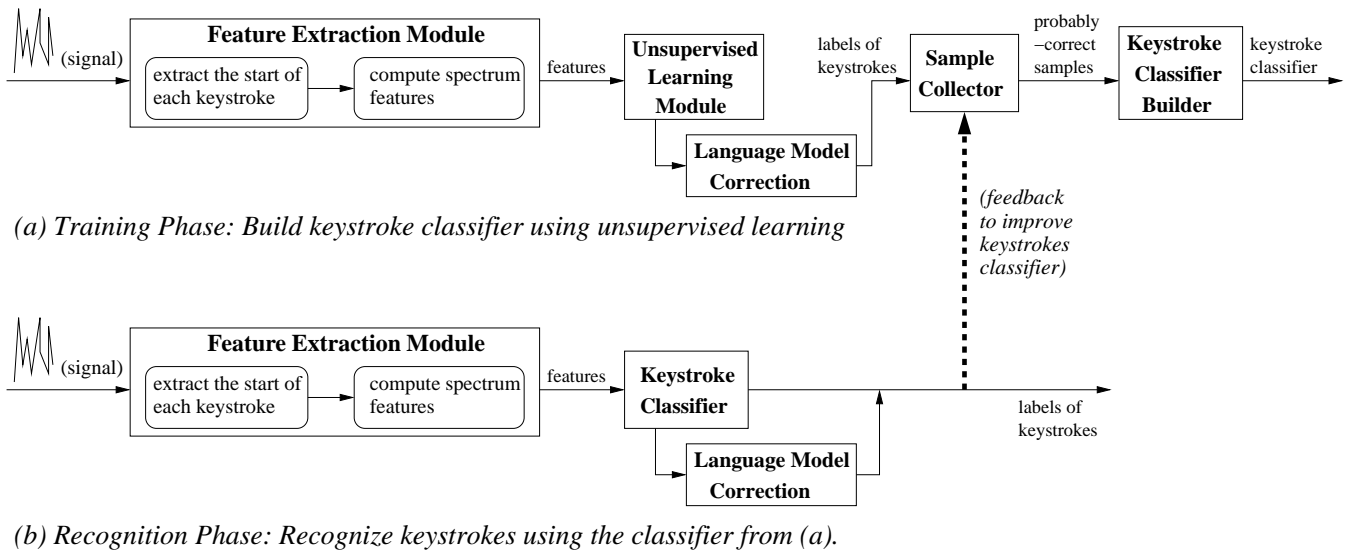 (signal)
Feature Extraction Module
extract the start of
each keystroke
compute spectrum
features
features
Unsupervised
Learning
Module
Language Model
Correction
labels of
keystrokes
Sample
Collector
probably
−correct
samples
Keystroke
Classifier
Builder
keystroke
classifier
(a) Training Phase: Build keystroke classifier using unsupervised learning
(feedback
to improve
keystrokes
classifier)
(signal)
Feature Extraction Module
extract the start of
each keystroke
compute spectrum
features
features
Keystroke
Classifier
Language Model
Correction
labels of
keystrokes
(b) Recognition Phase: Recognize keystrokes using the classifier from (a).